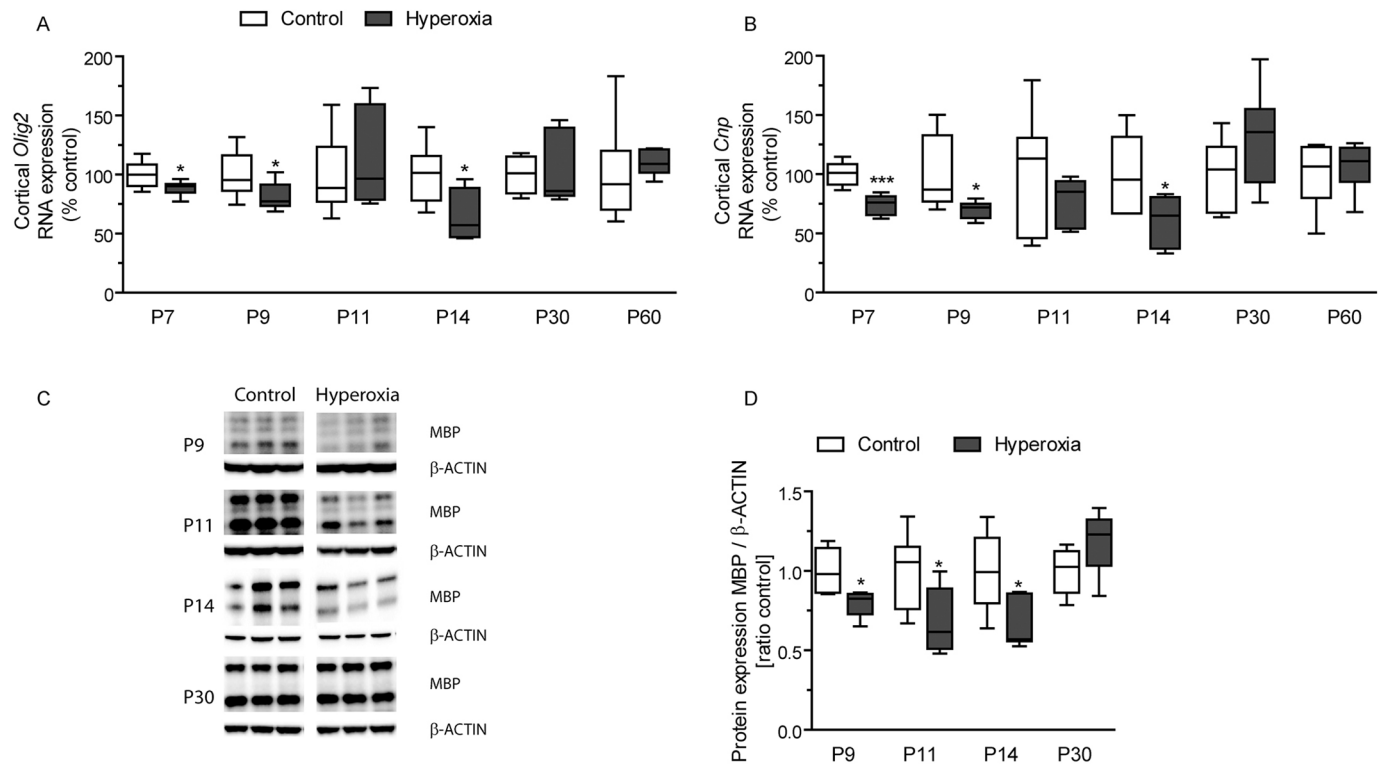 A
Control Hyperoxia
Cortical Olig2
RNA expression
(% control)
200
150
100
50
0
* * *
P7 P9 P11 P14 P30 P60
B
Cortical Cnp
RNA expression
(% control)
200
150
100
50
0
*** * *
P7 P9 P11 P14 P30 P60
C
Control Hyperoxia
P9 MBP
β-ACTIN
P11 MBP
β-ACTIN
P14 MBP
β-ACTIN
P30 MBP
β-ACTIN
D
Control Hyperoxia
Protein expression MBP / β-ACTIN
[ratio control]
1.5
1.0
0.5
0.0
* * *
P9 P11 P14 P30